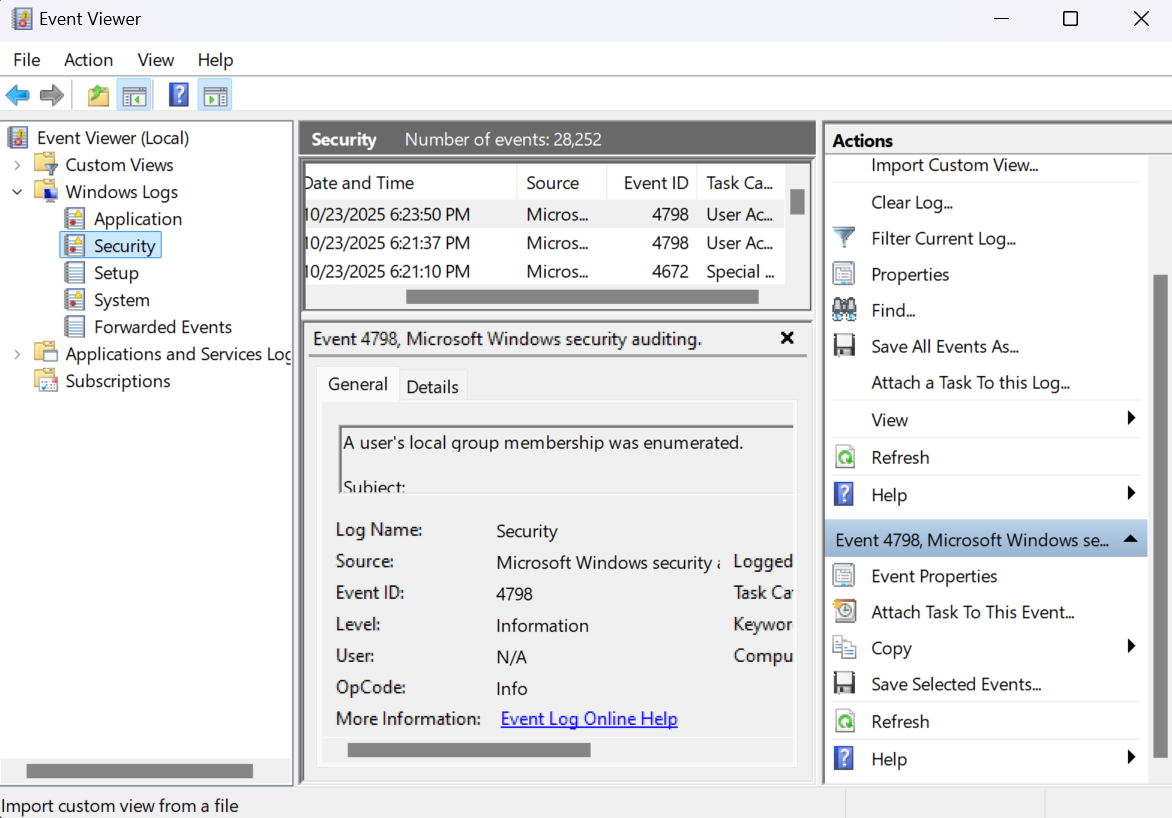 Event Viewer
File Action View Help
Event Viewer (Local)
Custom Views
Windows Logs
Application
Security
Setup
System
Forwarded Events
Applications and Services Log
Subscriptions
Security Number of events: 28,252
Date and Time Source Event ID Task Ca...
10/23/2025 6:23:50 PM Micros... 4798 User Ac...
10/23/2025 6:21:37 PM Micros... 4798 User Ac...
10/23/2025 6:21:10 PM Micros... 4672 Special ...
Event 4798, Microsoft Windows security auditing.
General Details
A user's local group membership was enumerated.
Subject:
Log Name: Security
Source: Microsoft Windows security a Logged
Event ID: 4798 Task Cat
Level: Information Keywor
User: N/A Compu
OpCode: Info
More Information: Event Log Online Help
Actions
Import Custom View...
Clear Log...
Filter Current Log...
Properties
Find...
Save All Events As...
Attach a Task To this Log...
View
Refresh
Help
Event 4798, Microsoft Windows se...
Event Properties
Attach Task To This Event...
Copy
Save Selected Events...
Refresh
Help
Import custom view from a file